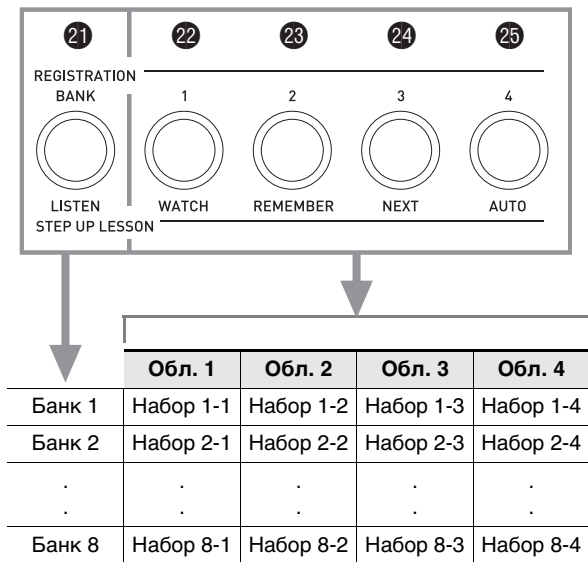 ㉑ ㉒ ㉓ ㉔ ㉕
REGISTRATION
BANK 1 2 3 4
LISTEN WATCH REMEMBER NEXT AUTO
STEP UP LESSON
Обл. 1 Обл. 2 Обл. 3 Обл. 4
Банк 1 Набор 1-1 Набор 1-2 Набор 1-3 Набор 1-4
Банк 2 Набор 2-1 Набор 2-2 Набор 2-3 Набор 2-4
. . . . .
. . . . .
Банк 8 Набор 8-1 Набор 8-2 Набор 8-3 Набор 8-4